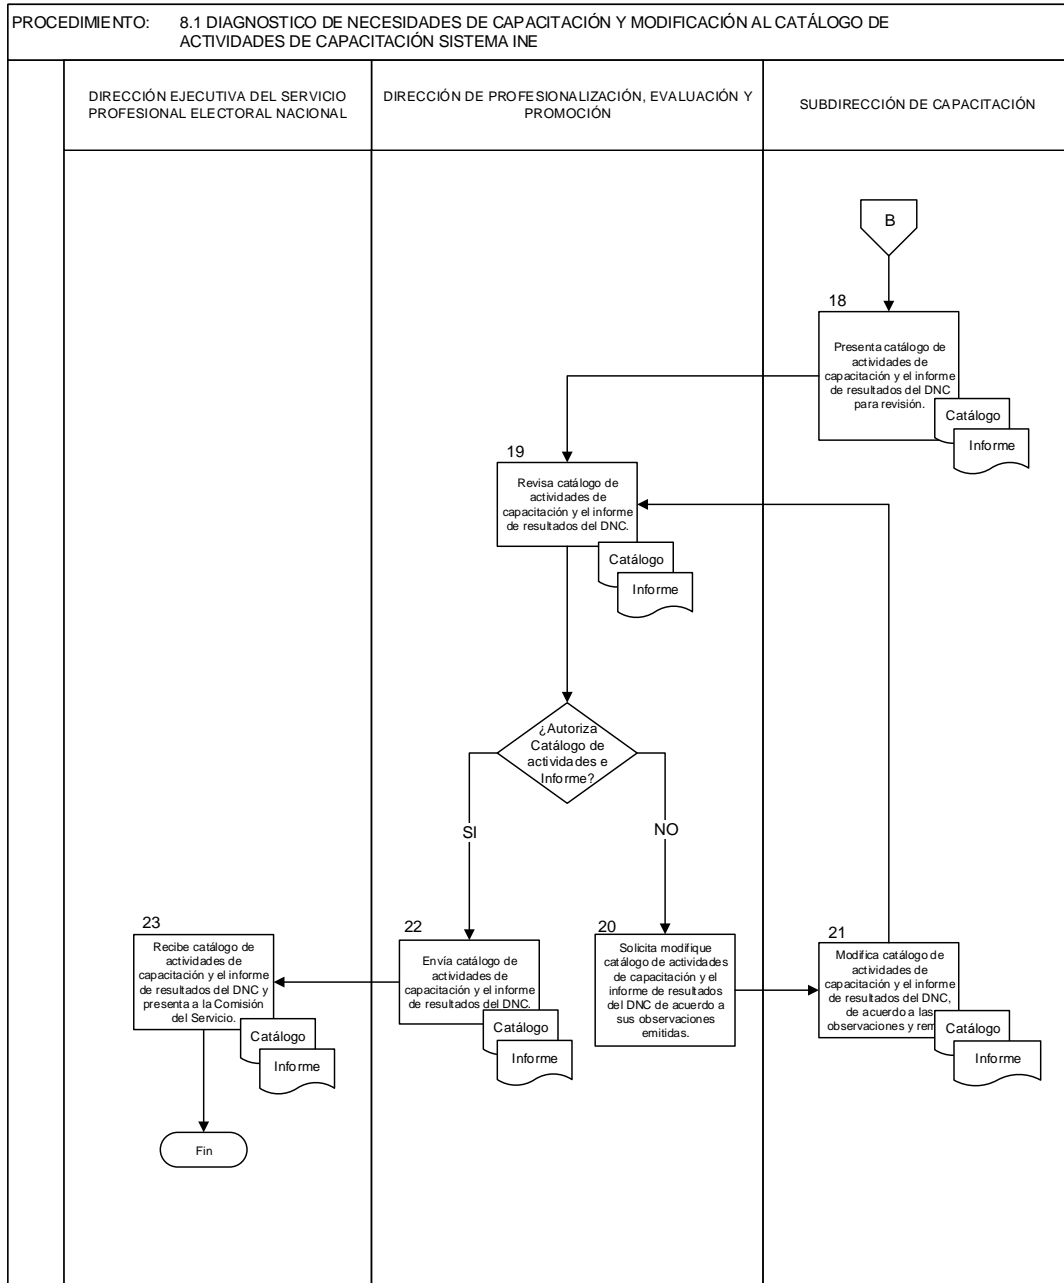 PROCEDIMIENTO: 8.1 DIAGNOSTICO DE NECESIDADES DE CAPACITACIÓN Y MODIFICACIÓN AL CATÁLOGO DE
ACTIVIDADES DE CAPACITACIÓN SISTEMA INE
DIRECCIÓN EJECUTIVA DEL SERVICIO
PROFESIONAL ELECTORAL NACIONAL
DIRECCIÓN DE PROFESIONALIZACIÓN, EVALUACIÓN Y
PROMOCIÓN
SUBDIRECCIÓN DE CAPACITACIÓN
B
18
Presenta catálogo de
actividades de
capacitación y el informe
de resultados del DNC
para revisión.
Catálogo
Informe
19
Revisa catálogo de
actividades de
capacitación y el informe
de resultados del DNC.
Catálogo
Informe
¿Autoriza
Catálogo de
actividades e
Informe?
SI
NO
23
Recibe catálogo de
actividades de
capacitación y el informe
de resultados del DNC y
presenta a la Comisión
del Servicio.
Catálogo
Informe
22
Envía catálogo de
actividades de
capacitación y el informe
de resultados del DNC.
Catálogo
Informe
20
Solicita modifique
catálogo de actividades
de capacitación y el
informe de resultados
del DNC de acuerdo a
sus observaciones
emitidas.
21
Modifica catálogo de
actividades de
capacitación y el informe
de resultados del DNC,
de acuerdo a las
observaciones y
Catálogo
Informe
Fin